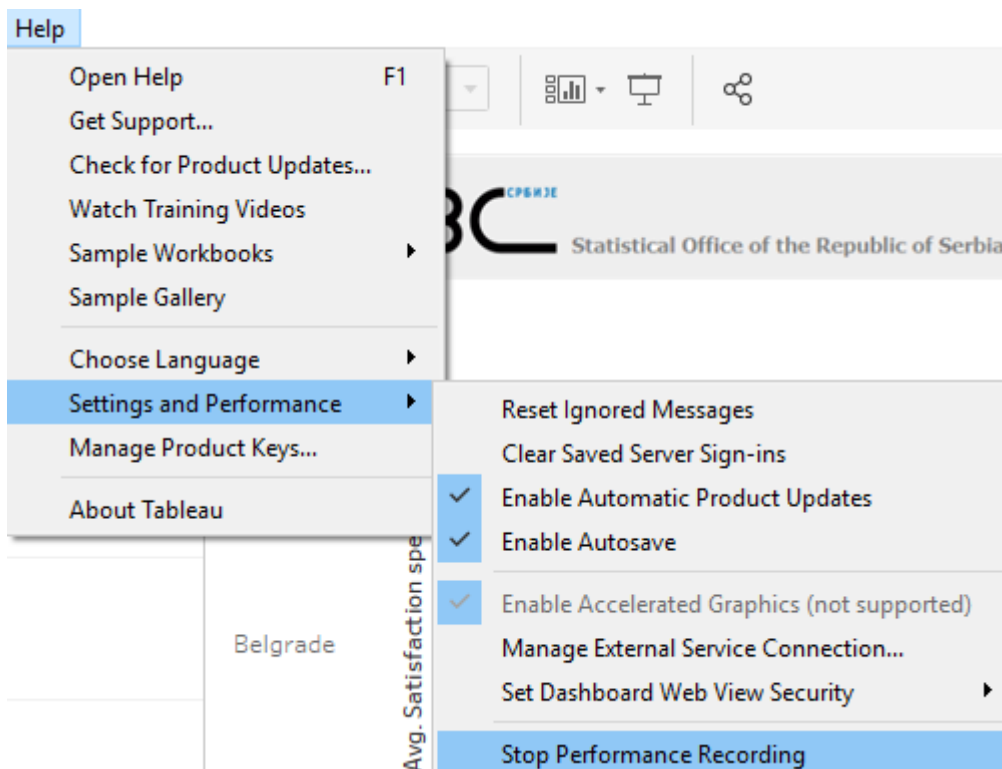 Help
Open Help F1
Get Support...
Check for Product Updates...
Watch Training Videos
Sample Workbooks
Sample Gallery
Choose Language
Settings and Performance
Manage Product Keys...
About Tableau
СРБИЈЕ
Statistical Office of the Republic of Serbia
Reset Ignored Messages
Clear Saved Server Sign-ins
Enable Automatic Product Updates
Enable Autosave
Enable Accelerated Graphics (not supported)
Manage External Service Connection...
Set Dashboard Web View Security
Stop Performance Recording
Belgrade
Avg. Satisfaction spe